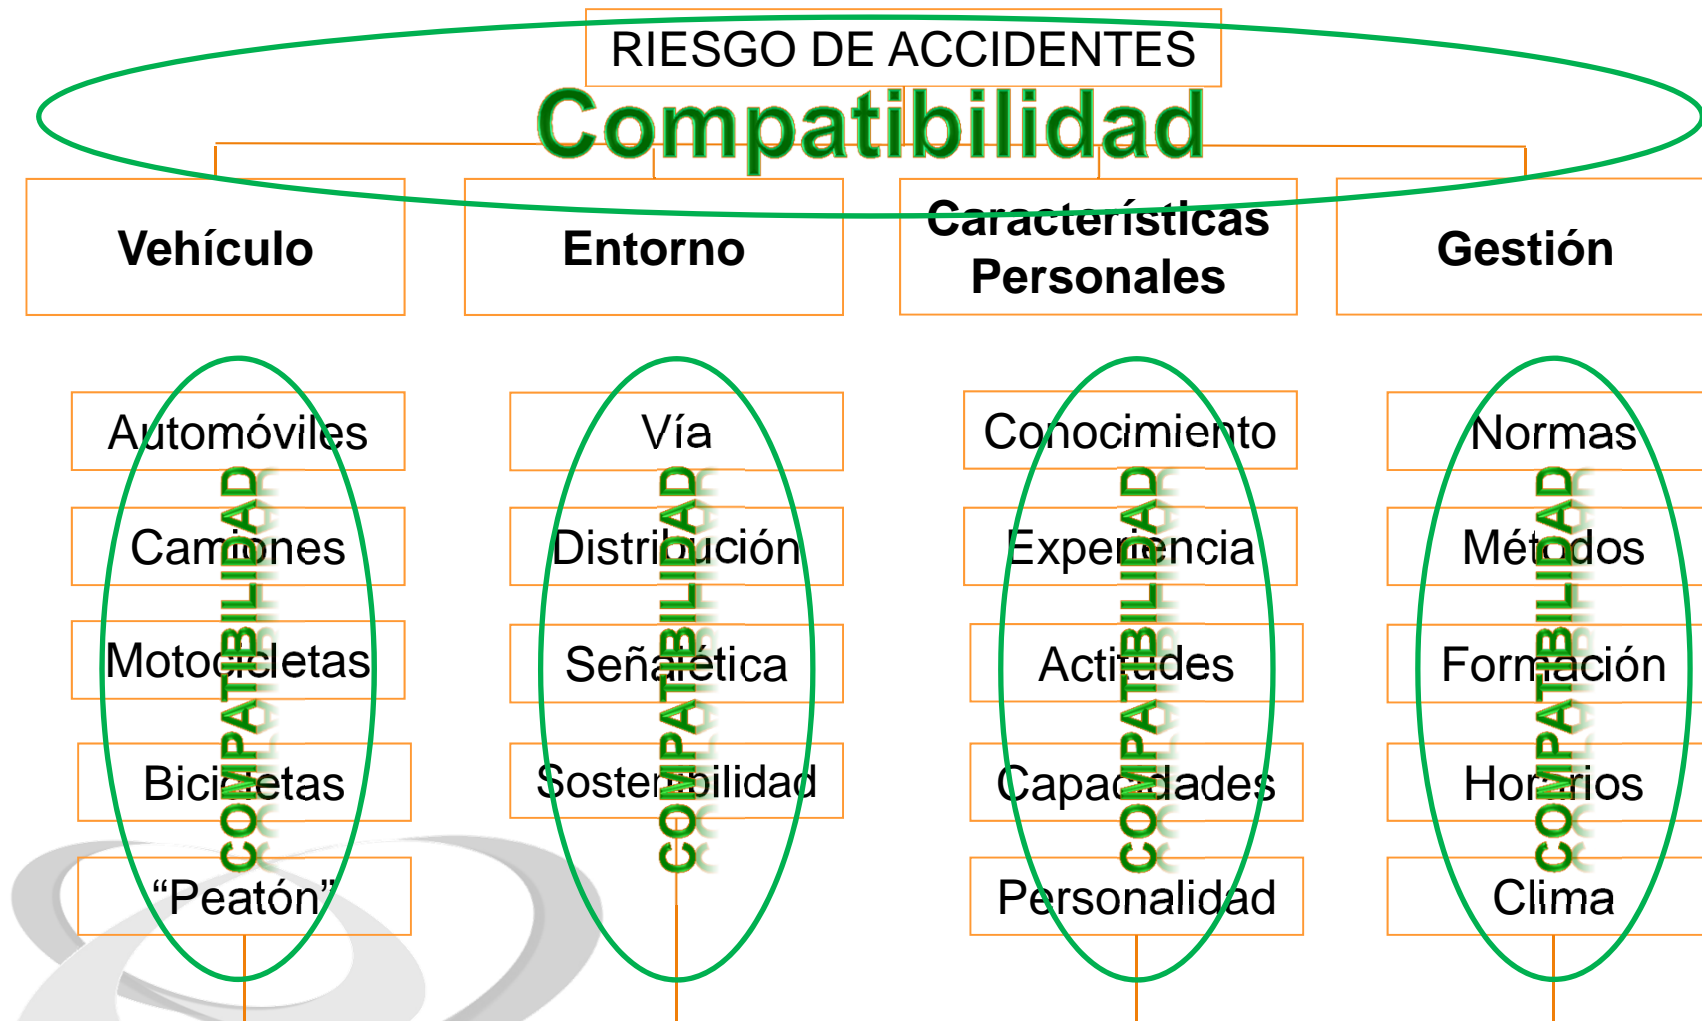 RIESGO DE ACCIDENTES
Compatibilidad
Vehículo
Entorno
Características
Personales
Gestión
Automóviles
Camiones
Motocicletas
Bicicletas
“Peatón”
COMPATIBILIDAD
Vía
Distribución
Señalética
Sostenibilidad
COMPATIBILIDAD
Conocimiento
Experiencia
Actitudes
Capacidades
Personalidad
COMPATIBILIDAD
Normas
Métodos
Formación
Horarios
Clima
COMPATIBILIDAD